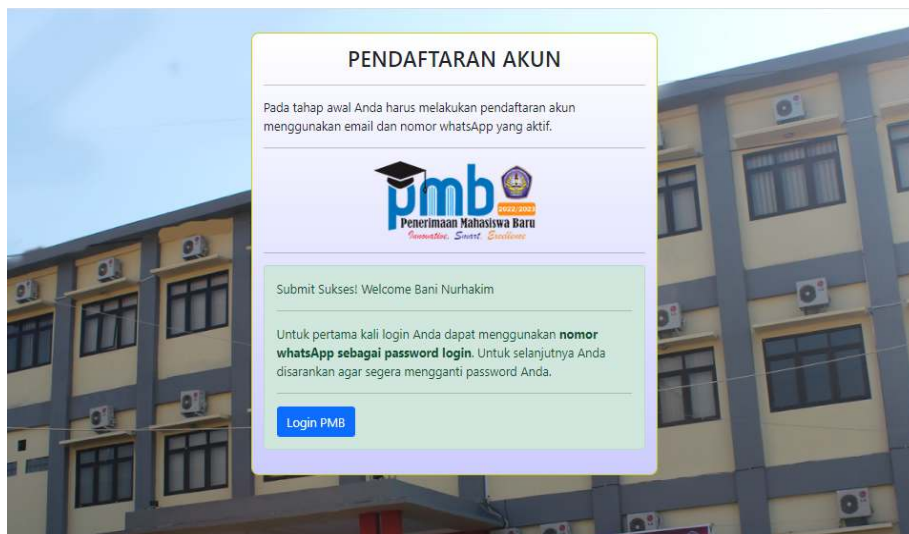 PENDAFTARAN AKUN
Pada tahap awal Anda harus melakukan pendaftaran akun
menggunakan email dan nomor whatsApp yang aktif.
pmb
2022/2023
Penerimaan Mahasiswa Baru
Innovative, Smart, Excellence
Submit Sukses! Welcome Bani Nurhakim
Untuk pertama kali login Anda dapat menggunakan nomor
whatsApp sebagai password login. Untuk selanjutnya Anda
disarankan agar segera mengganti password Anda.
Login PMB